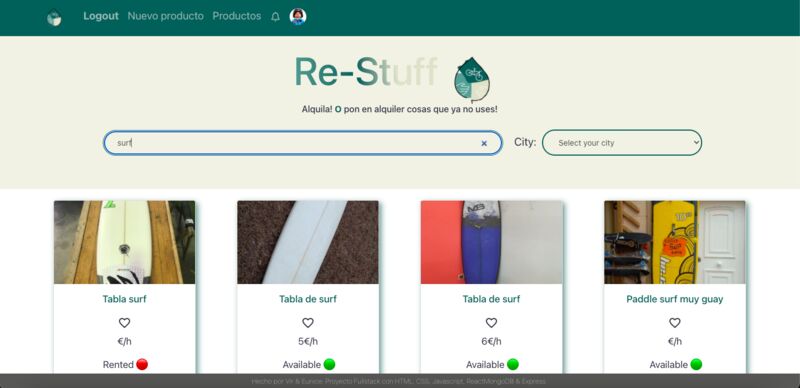 Logout Nuevo producto Productos
Re-Stuff
Alquila! O pon en alquiler cosas que ya no uses!
surf
City: Select your city
Tabla surf
€/h
Rented
Tabla de surf
5€/h
Available
Tabla de surf
6€/h
Available
Paddle surf muy guay
€/h
Available
Hecho por Vir & Eunice. Proyecto Fullstack con HTML, CSS, Javascript, ReactMongoDB & Express